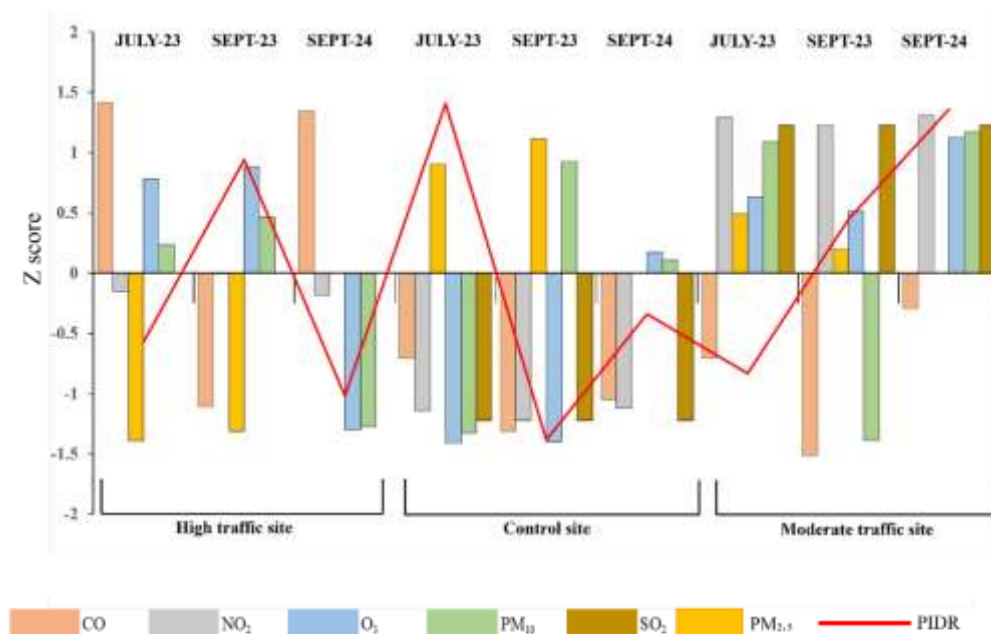 2
JULY-23 SEPT-23 SEPT-24 JULY-23 SEPT-23 SEPT-24 JULY-23 SEPT-23 SEPT-24
1.5
1
0.5
0
-0.5
-1
-1.5
-2
Z score
High traffic site Control site Moderate traffic site
CO NO₂ O₃ PM₁₀ SO₂ PM₂.₅ PIDR